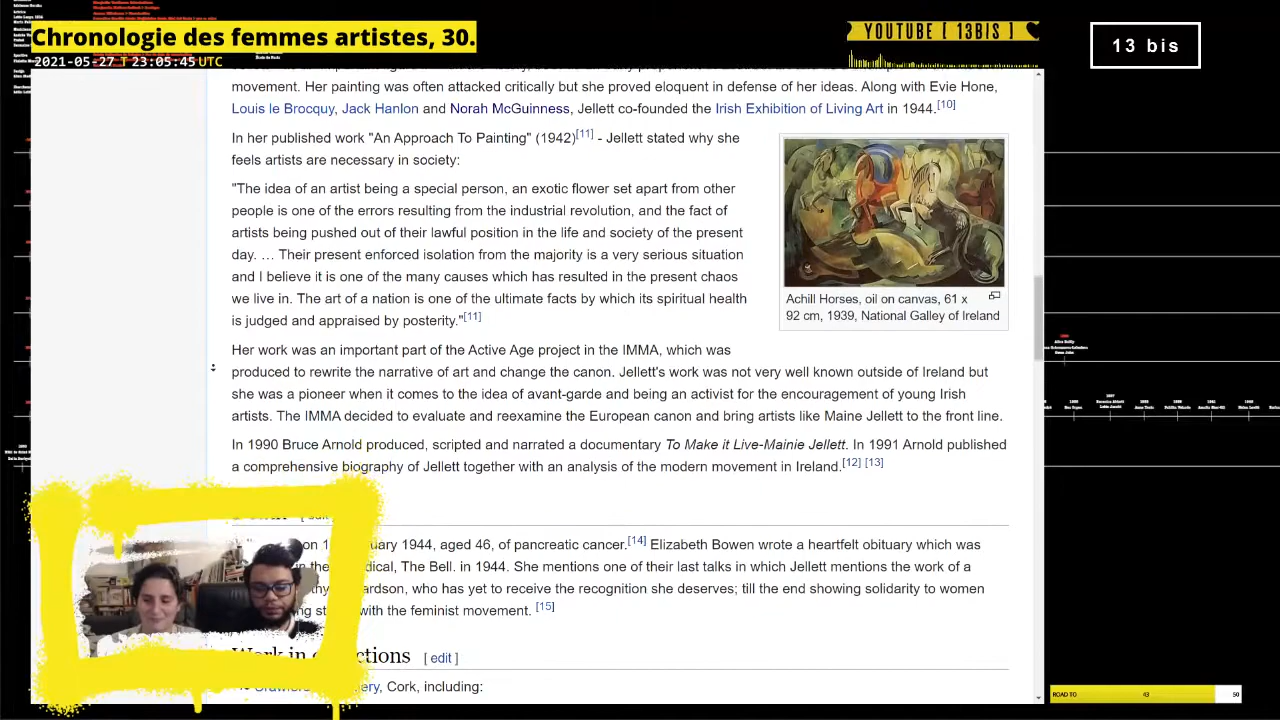 Chronologie des femmes artistes, 30.
2021-05-27 T 23:05:45 UTC
YOUTUBE [ 13BIS ]
13 bis
movement. Her painting was often attacked critically but she proved eloquent in defense of her ideas. Along with Evie Hone,
Louis le Brocquy, Jack Hanlon and Norah McGuinness, Jellett co-founded the Irish Exhibition of Living Art in 1944.[10]
In her published work "An Approach To Painting" (1942)[11] - Jellett stated why she
feels artists are necessary in society:
"The idea of an artist being a special person, an exotic flower set apart from other
people is one of the errors resulting from the industrial revolution, and the fact of
artists being pushed out of their lawful position in the life and society of the present
day. … Their present enforced isolation from the majority is a very serious situation
and I believe it is one of the many causes which has resulted in the present chaos
we live in. The art of a nation is one of the ultimate facts by which its spiritual health
is judged and appraised by posterity."[11]
Achill Horses, oil on canvas, 61 x
92 cm, 1939, National Galley of Ireland
Her work was an important part of the Active Age project in the IMMA, which was
produced to rewrite the narrative of art and change the canon. Jellett's work was not very well known outside of Ireland but
she was a pioneer when it comes to the idea of avant-garde and being an activist for the encouragement of young Irish
artists. The IMMA decided to evaluate and reexamine the European canon and bring artists like Maine Jellett to the front line.
In 1990 Bruce Arnold produced, scripted and narrated a documentary To Make it Live-Mainie Jellett. In 1991 Arnold published
a comprehensive biography of Jellett together with an analysis of the modern movement in Ireland.[12] [13]
1944, aged 46, of pancreatic cancer.[14] Elizabeth Bowen wrote a heartfelt obituary which was
in the The Bell. in 1944. She mentions one of their last talks in which Jellett mentions the work of a
who has yet to receive the recognition she deserves; till the end showing solidarity to women
with the feminist movement. [15]
Work in [ edit ]
Cork, including:
ROAD TO 43 50